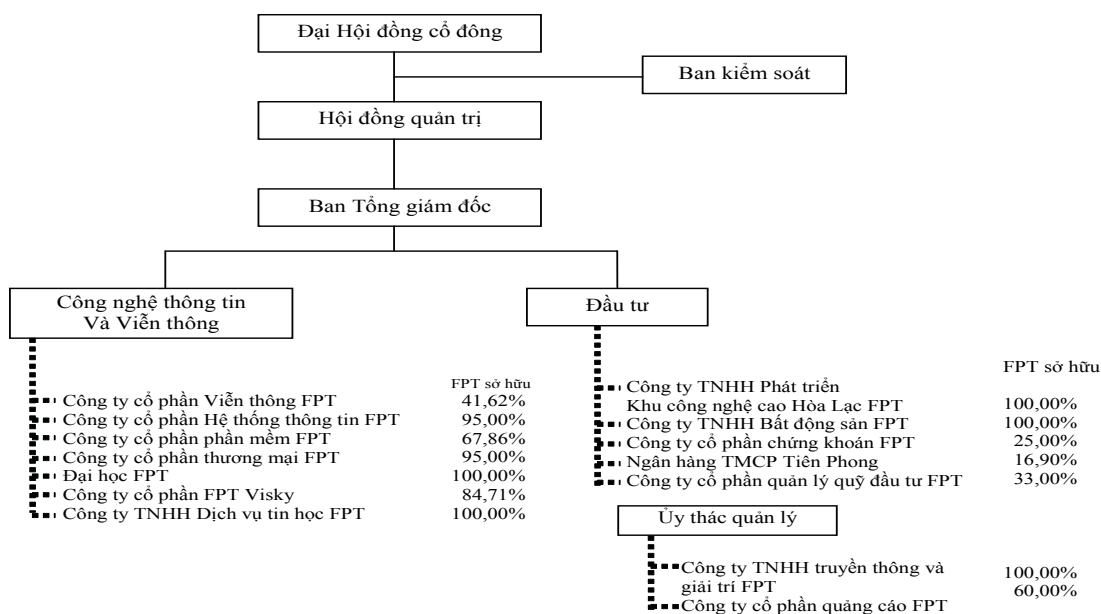 Đại Hội đồng cổ đông
Ban kiểm soát
Hội đồng quản trị
Ban Tổng giám đốc
Công nghệ thông tin
Và Viễn thông
FPT sở hữu
Công ty cổ phần Viễn thông FPT 41,62%
Công ty cổ phần Hệ thống thông tin FPT 95,00%
Công ty cổ phần phần mềm FPT 67,86%
Công ty cổ phần thương mại FPT 95,00%
Đại học FPT 100,00%
Công ty cổ phần FPT Visky 84,71%
Công ty TNHH Dịch vụ tin học FPT 100,00%
Đầu tư
FPT sở hữu
Công ty TNHH Phát triển
Khu công nghệ cao Hòa Lạc FPT 100,00%
Công ty TNHH Bất động sản FPT 100,00%
Công ty cổ phần chứng khoán FPT 25,00%
Ngân hàng TMCP Tiên Phong 16,90%
Công ty cổ phần quản lý quỹ đầu tư FPT 33,00%
Ủy thác quản lý
Công ty TNHH truyền thông và 100,00%
giải trí FPT 60,00%
Công ty cổ phần quảng cáo FPT